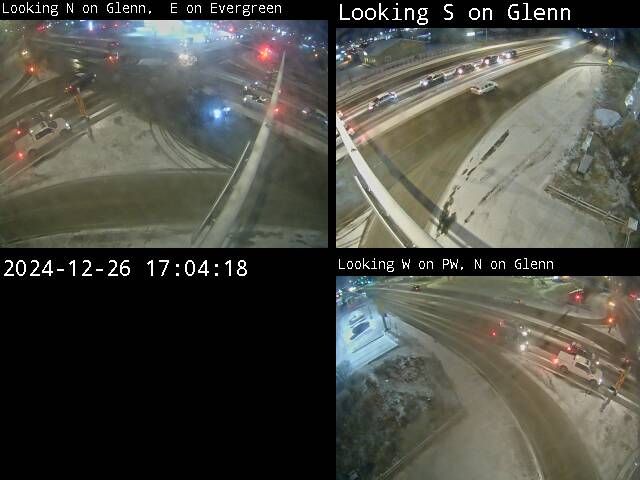 Looking N on Glenn, E on Evergreen
Looking S on Glenn
2024-12-26 17:04:18
Looking W on PW, N on Glenn